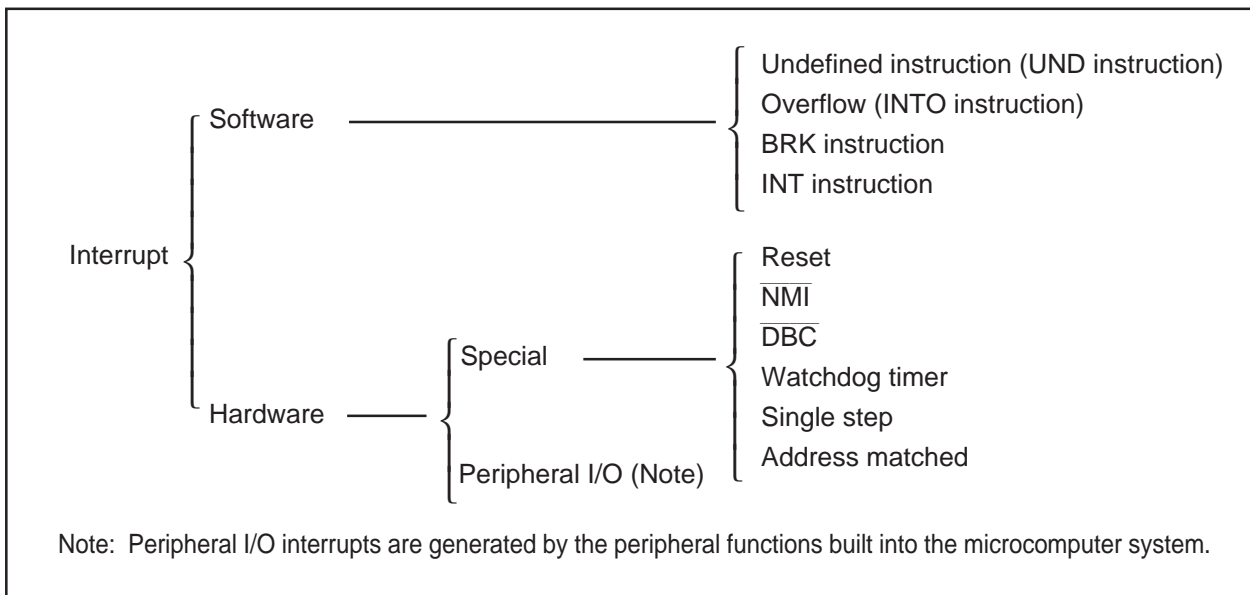 Interrupt
Software
Undefined instruction (UND instruction)
Overflow (INTO instruction)
BRK instruction
INT instruction
Hardware
Special
Reset
N̅M̅I̅
D̅B̅C̅
Watchdog timer
Single step
Address matched
Peripheral I/O (Note)
Note: Peripheral I/O interrupts are generated by the peripheral functions built into the microcomputer system.